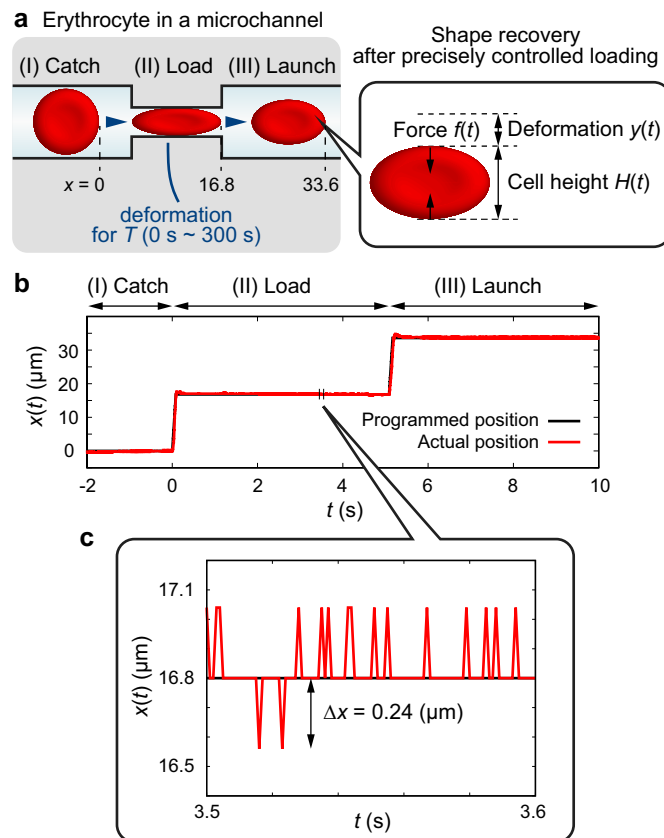 a Erythrocyte in a microchannel
(I) Catch (II) Load (III) Launch
x = 0 16.8 33.6
deformation
for T (0 s ~ 300 s)
Shape recovery
after precisely controlled loading
Force f(t) Deformation y(t)
Cell height H(t)
b
(I) Catch (II) Load (III) Launch
x(t) (μm)
30
20
10
0
Programmed position
Actual position
-2 0 2 4 6 8 10
t (s)
c
x(t) (μm)
17.1
16.8
Δx = 0.24 (μm)
16.5
3.5 3.6
t (s)